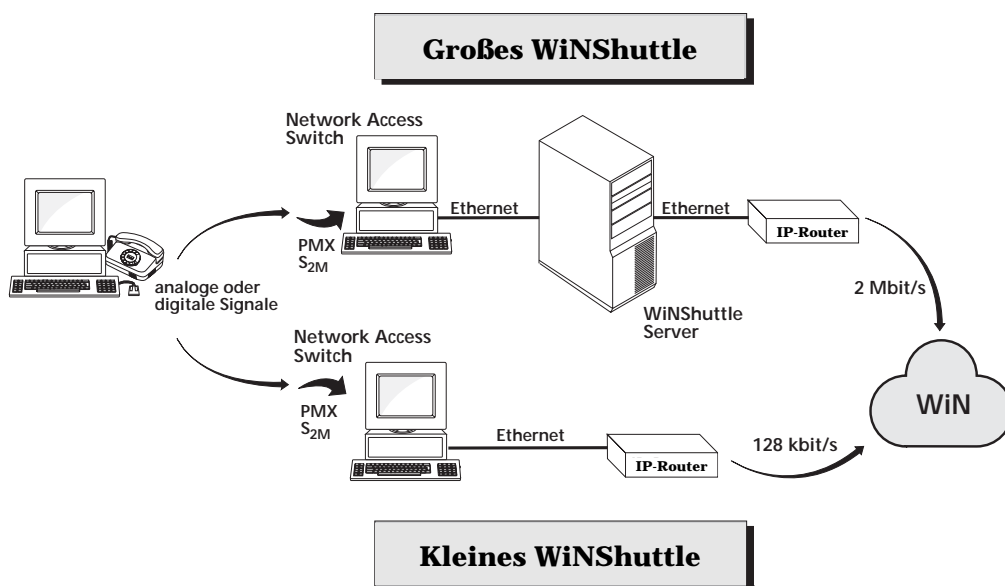 Großes WiNShuttle
Network Access
Switch
Ethernet
Ethernet
IP-Router
PMX
S2M
analoge oder
digitale Signale
WiNShuttle
Server
2 Mbit/s
Network Access
Switch
PMX
S2M
Ethernet
IP-Router
128 kbit/s
WiN
Kleines WiNShuttle